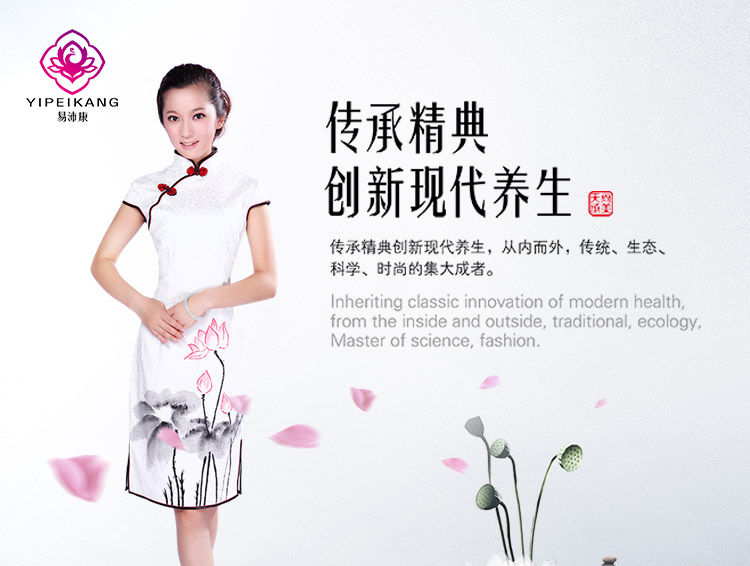 YIPEIKANG
易沛康
传承精典
创新现代养生
传承精典创新现代养生，从内而外，传统、生态、
科学、时尚的集大成者。
Inheriting classic innovation of modern health,
from the inside and outside, traditional, ecology,
Master of science, fashion.